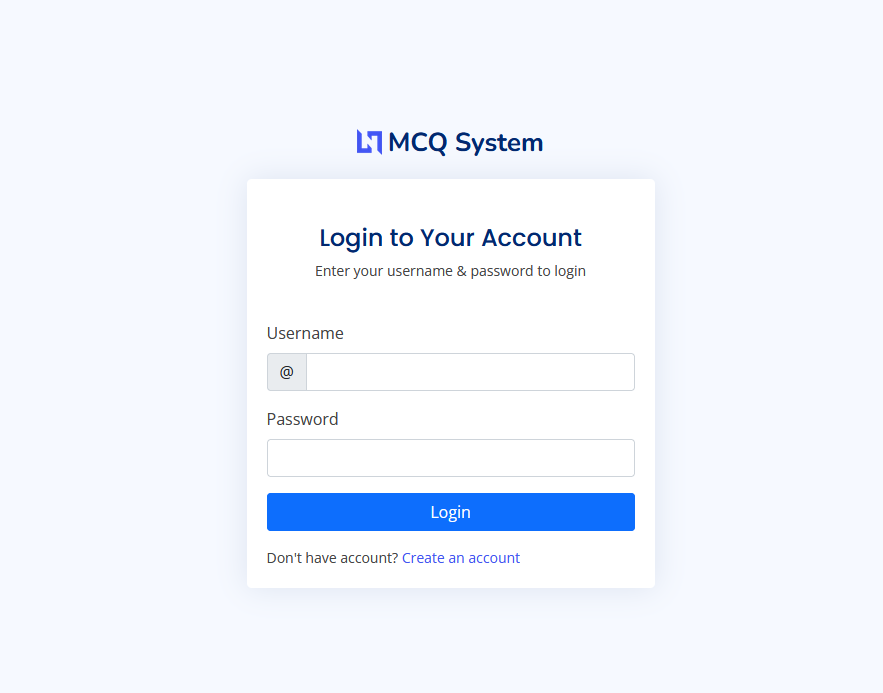 MCQ System
Login to Your Account
Enter your username & password to login
Username
@
Password
Login
Don't have account? Create an account